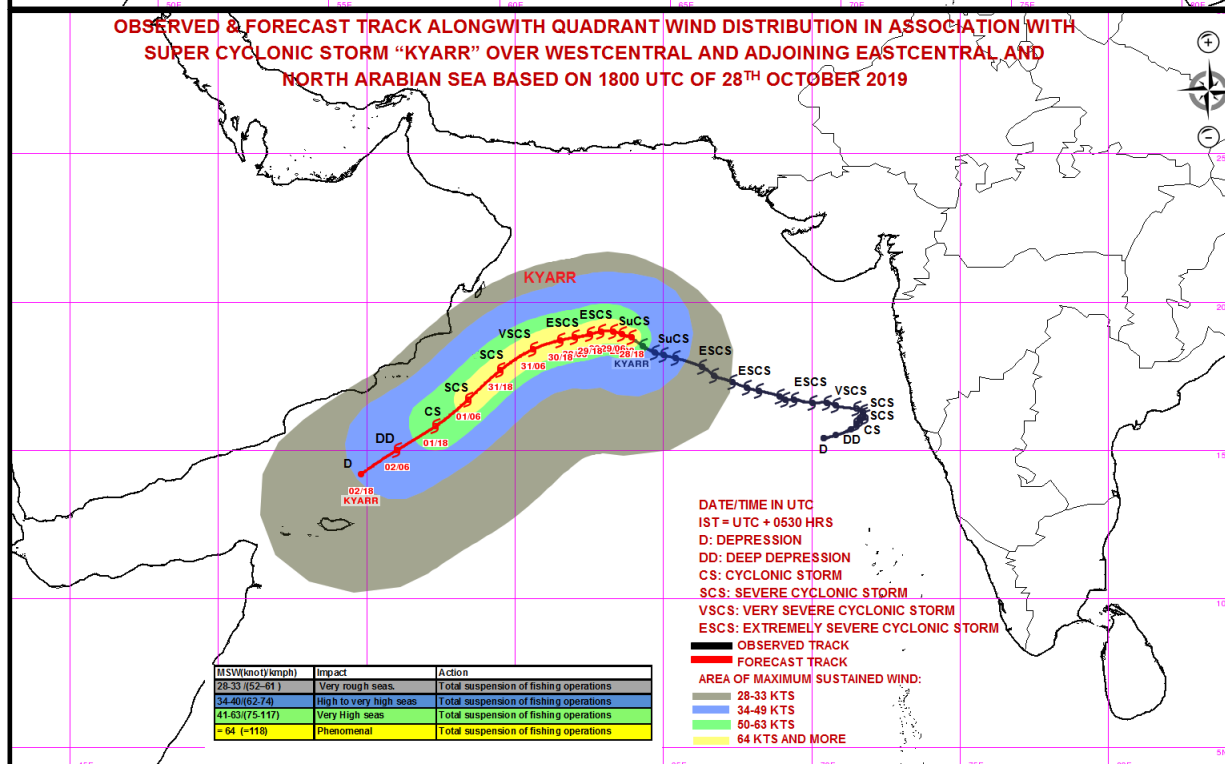 50E
55E
60E
65E
70E
OBSERVED & FORECAST TRACK ALONGWITH QUADRANT WIND DISTRIBUTION IN ASSOCIATION WITH
SUPER CYCLONIC STORM “KYARR” OVER WESTCENTRAL AND ADJOINING EASTCENTRAL AND
NORTH ARABIAN SEA BASED ON 1800 UTC OF 28TH OCTOBER 2019
KYARR
ESCS
ESCS
SuCS
VSCS
SuCS
30/18
29/18
29/06
28/18
KYARR
SCS
31/06
ESCS
ESCS
ESCS
VSCS
SCS
SCS
CS
DD
D
SCS
31/18
01/06
CS
01/18
DD
02/06
D
02/18
KYARR
DATE/TIME IN UTC
IST = UTC + 0530 HRS
D: DEPRESSION
DD: DEEP DEPRESSION
CS: CYCLONIC STORM
SCS: SEVERE CYCLONIC STORM
VSCS: VERY SEVERE CYCLONIC STORM
ESCS: EXTREMELY SEVERE CYCLONIC STORM
OBSERVED TRACK
FORECAST TRACK
AREA OF MAXIMUM SUSTAINED WIND:
28-33 KTS
34-49 KTS
50-63 KTS
64 KTS AND MORE
MSW(knot)/kmph) Impact Action
28-33 /(52–61 ) Very rough seas. Total suspension of fishing operations
34-40/(62-74) High to very high seas Total suspension of fishing operations
41-63/(75-117) Very High seas Total suspension of fishing operations
= 64 (=118) Phenomenal Total suspension of fishing operations